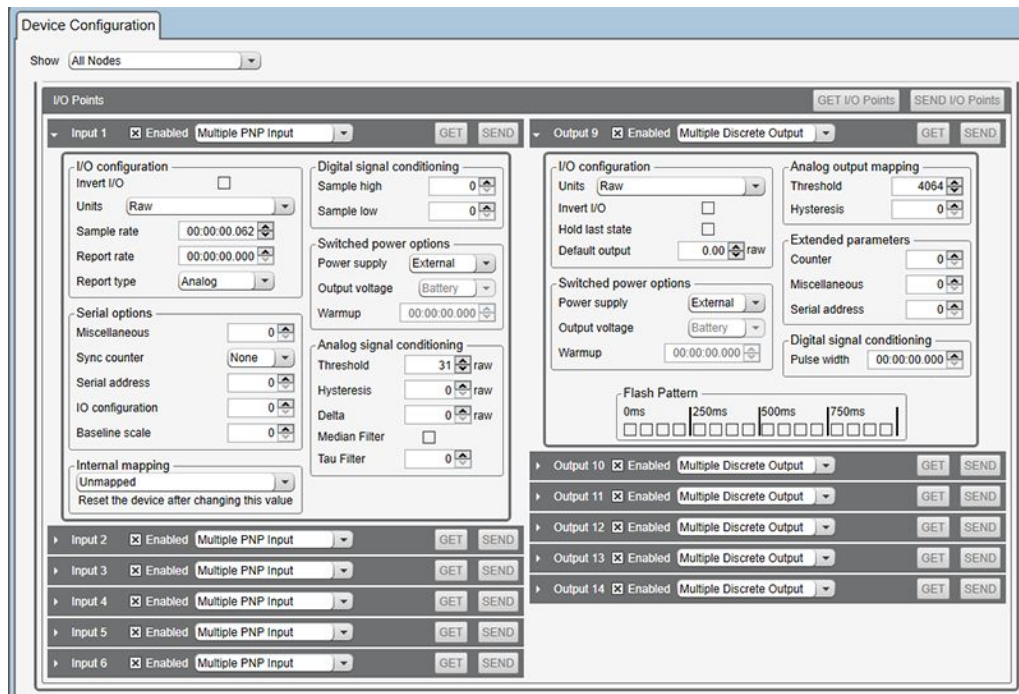 Device Configuration
Show All Nodes
I/O Points GET I/O Points SEND I/O Points
Input 1 Enabled Multiple PNP Input GET SEND
I/O configuration
Invert I/O
Units Raw
Sample rate 00:00:00.062
Report rate 00:00:00.000
Report type Analog
Serial options
Miscellaneous 0
Sync counter None
Serial address 0
IO configuration 0
Baseline scale 0
Internal mapping
Unmapped
Reset the device after changing this value
Digital signal conditioning
Sample high 0
Sample low 0
Switched power options
Power supply External
Output voltage Battery
Warmup 00:00:00.000
Analog signal conditioning
Threshold 31 raw
Hysteresis 0 raw
Delta 0 raw
Median Filter
Tau Filter 0
Input 2 Enabled Multiple PNP Input GET SEND
Input 3 Enabled Multiple PNP Input GET SEND
Input 4 Enabled Multiple PNP Input GET SEND
Input 5 Enabled Multiple PNP Input GET SEND
Input 6 Enabled Multiple PNP Input GET SEND
Output 9 Enabled Multiple Discrete Output GET SEND
I/O configuration
Units Raw
Invert I/O
Hold last state
Default output 0.00 raw
Switched power options
Power supply External
Output voltage Battery
Warmup 00:00:00.000
Analog output mapping
Threshold 4064
Hysteresis 0
Extended parameters
Counter 0
Miscellaneous 0
Serial address 0
Digital signal conditioning
Pulse width 00:00:00.000
Flash Pattern
0ms 250ms 500ms 750ms
Output 10 Enabled Multiple Discrete Output GET SEND
Output 11 Enabled Multiple Discrete Output GET SEND
Output 12 Enabled Multiple Discrete Output GET SEND
Output 13 Enabled Multiple Discrete Output GET SEND
Output 14 Enabled Multiple Discrete Output GET SEND